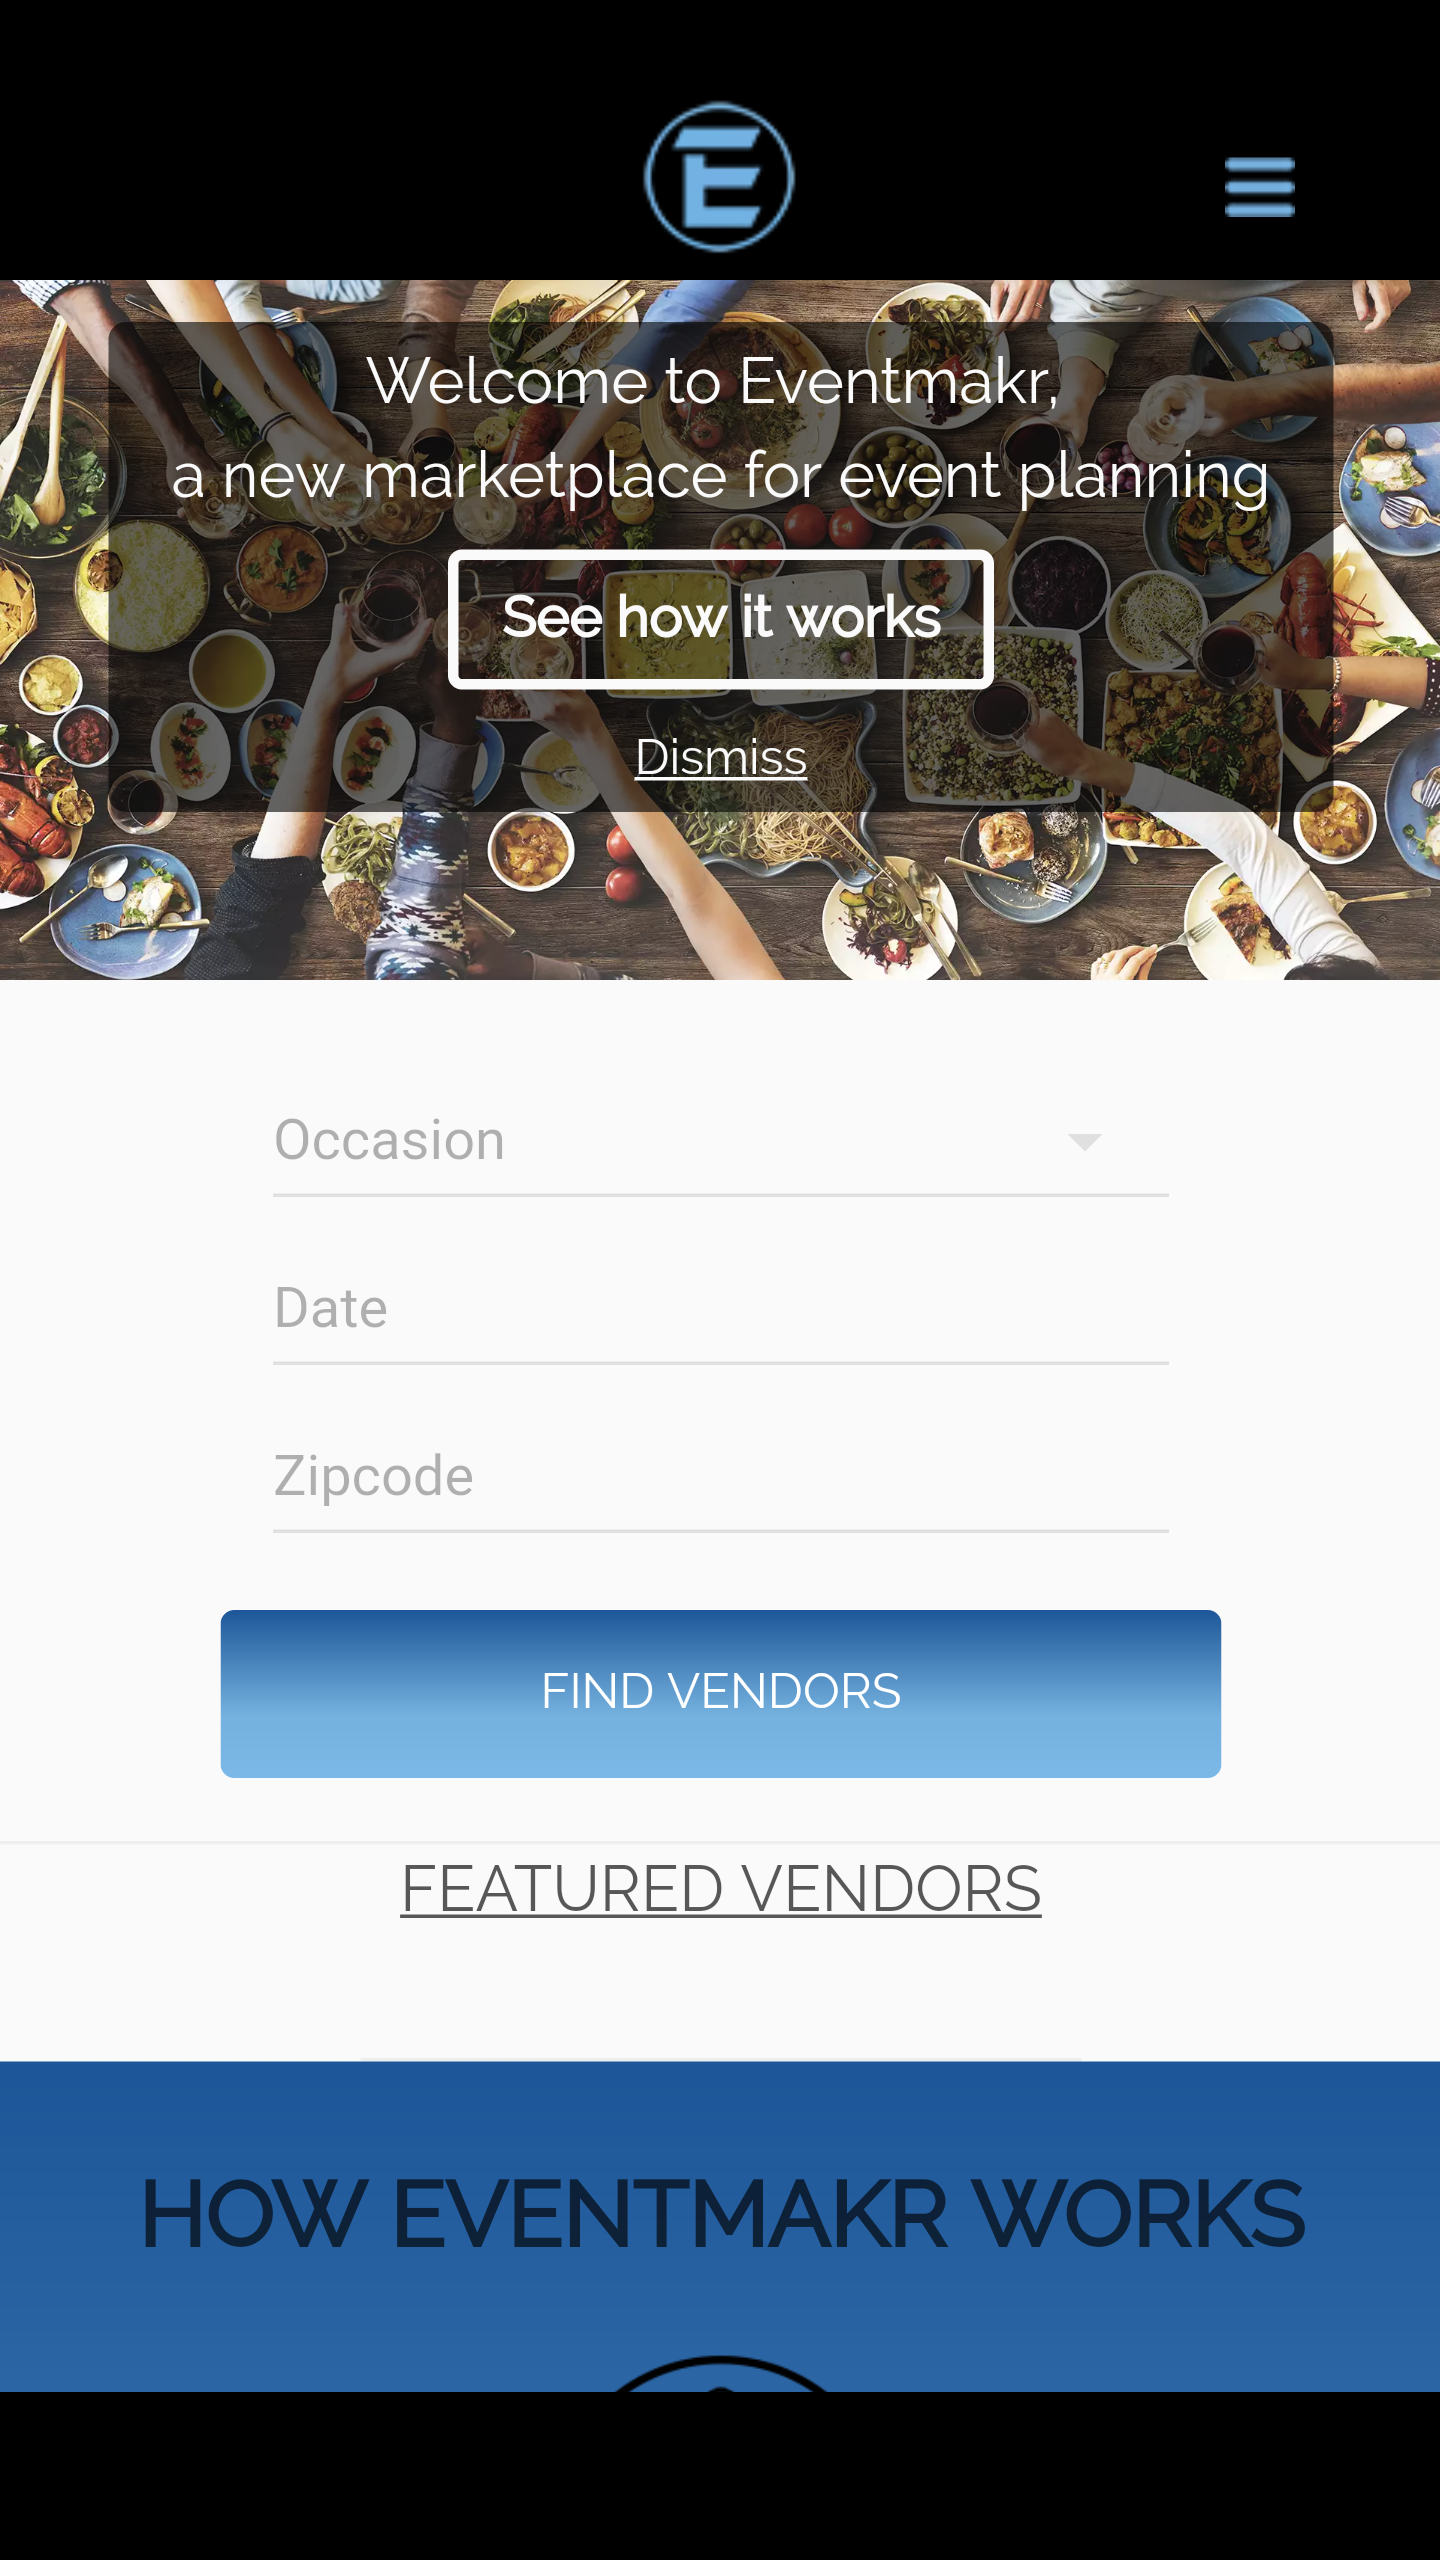 E
Welcome to Eventmakr,
a new marketplace for event planning
See how it works
Dismiss
Occasion
Date
Zipcode
FIND VENDORS
FEATURED VENDORS
HOW EVENTMAKR WORKS